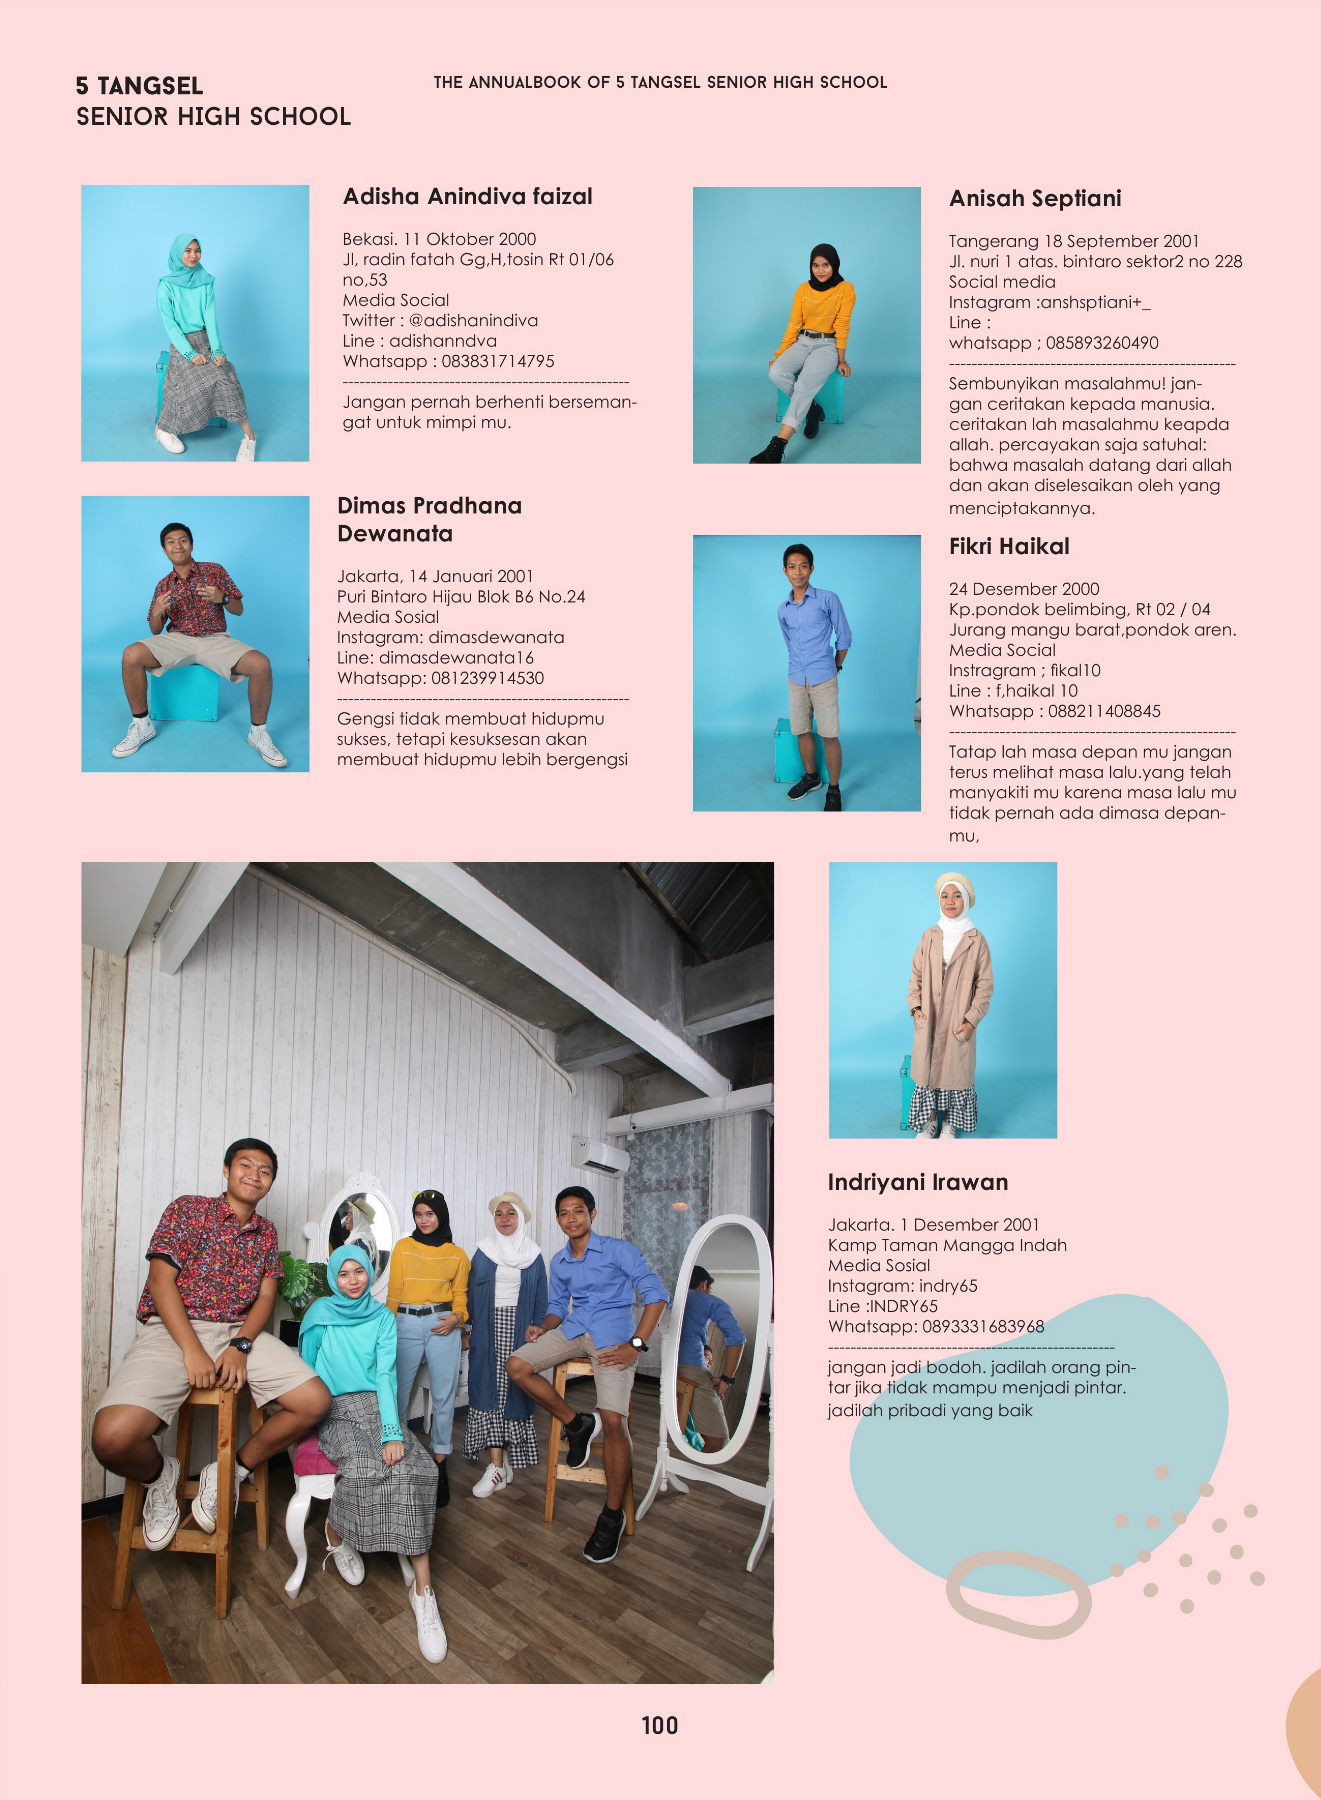 5 TANGSEL
SENIOR HIGH SCHOOL
THE ANNUALBOOK OF 5 TANGSEL SENIOR HIGH SCHOOL
Adisha Anindiva faizal
Bekasi. 11 Oktober 2000
Jl, radin fatah Gg,H,tosin Rt 01/06
no,53
Media Social
Twitter : @adishanindiva
Line : adishanndva
Whatsapp : 083831714795
---------------------------------------------------
Jangan pernah berhenti berseman-
gat untuk mimpi mu.
Anisah Septiani
Tangerang 18 September 2001
Jl. nuri 1 atas. bintaro sektor2 no 228
Social media
Instagram :anshsptiani+_
Line :
whatsapp ; 085893260490
---------------------------------------------------
Sembunyikan masalahmu! jan-
gan ceritakan kepada manusia.
ceritakan lah masalahmu keapda
allah. percayakan saja satuhal:
bahwa masalah datang dari allah
dan akan diselesaikan oleh yang
menciptakannya.
Dimas Pradhana
Dewanata
Jakarta, 14 Januari 2001
Puri Bintaro Hijau Blok B6 No.24
Media Sosial
Instagram: dimasdewanata
Line: dimasdewanata16
Whatsapp: 081239914530
----------------------------------------------------
Gengsi tidak membuat hidupmu
sukses, tetapi kesuksesan akan
membuat hidupmu lebih bergengsi
Fikri Haikal
24 Desember 2000
Kp.pondok belimbing, Rt 02 / 04
Jurang mangu barat,pondok aren.
Media Social
Instragram ; fikal10
Line : f,haikal 10
Whatsapp : 088211408845
---------------------------------------------------
Tatap lah masa depan mu jangan
terus melihat masa lalu.yang telah
manyakiti mu karena masa lalu mu
tidak pernah ada dimasa depan-
mu,
Indriyani Irawan
Jakarta. 1 Desember 2001
Kamp Taman Mangga Indah
Media Sosial
Instagram: indry65
Line :INDRY65
Whatsapp: 0893331683968
---------------------------------------------------
jangan jadi bodoh. jadilah orang pin-
tar jika tidak mampu menjadi pintar.
jadilah pribadi yang baik
100